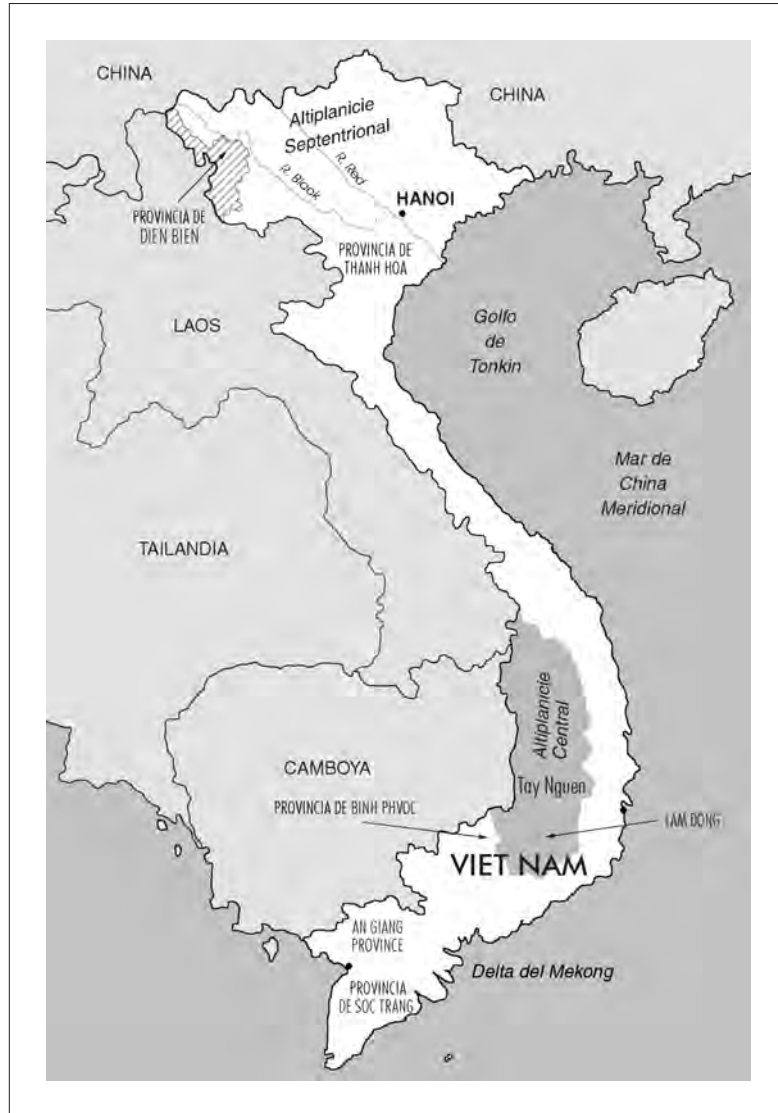 CHINA
CHINA
Altiplanicie
Septentrional
R. Red
R. Blaok
HANOI
PROVINCIA DE
DIEN BIEN
PROVINCIA DE
THANH HOA
LAOS
Golfo
de
Tonkin
Mar de
China
Meridional
TAILANDIA
Altiplanicie
Central
CAMBOYA
Tay Nguen
PROVINCIA DE BINH PHVOC
LAM DONG
VIET NAM
AN GIANG
PROVINCE
Delta del Mekong
PROVINCIA
DE SOC TRANG